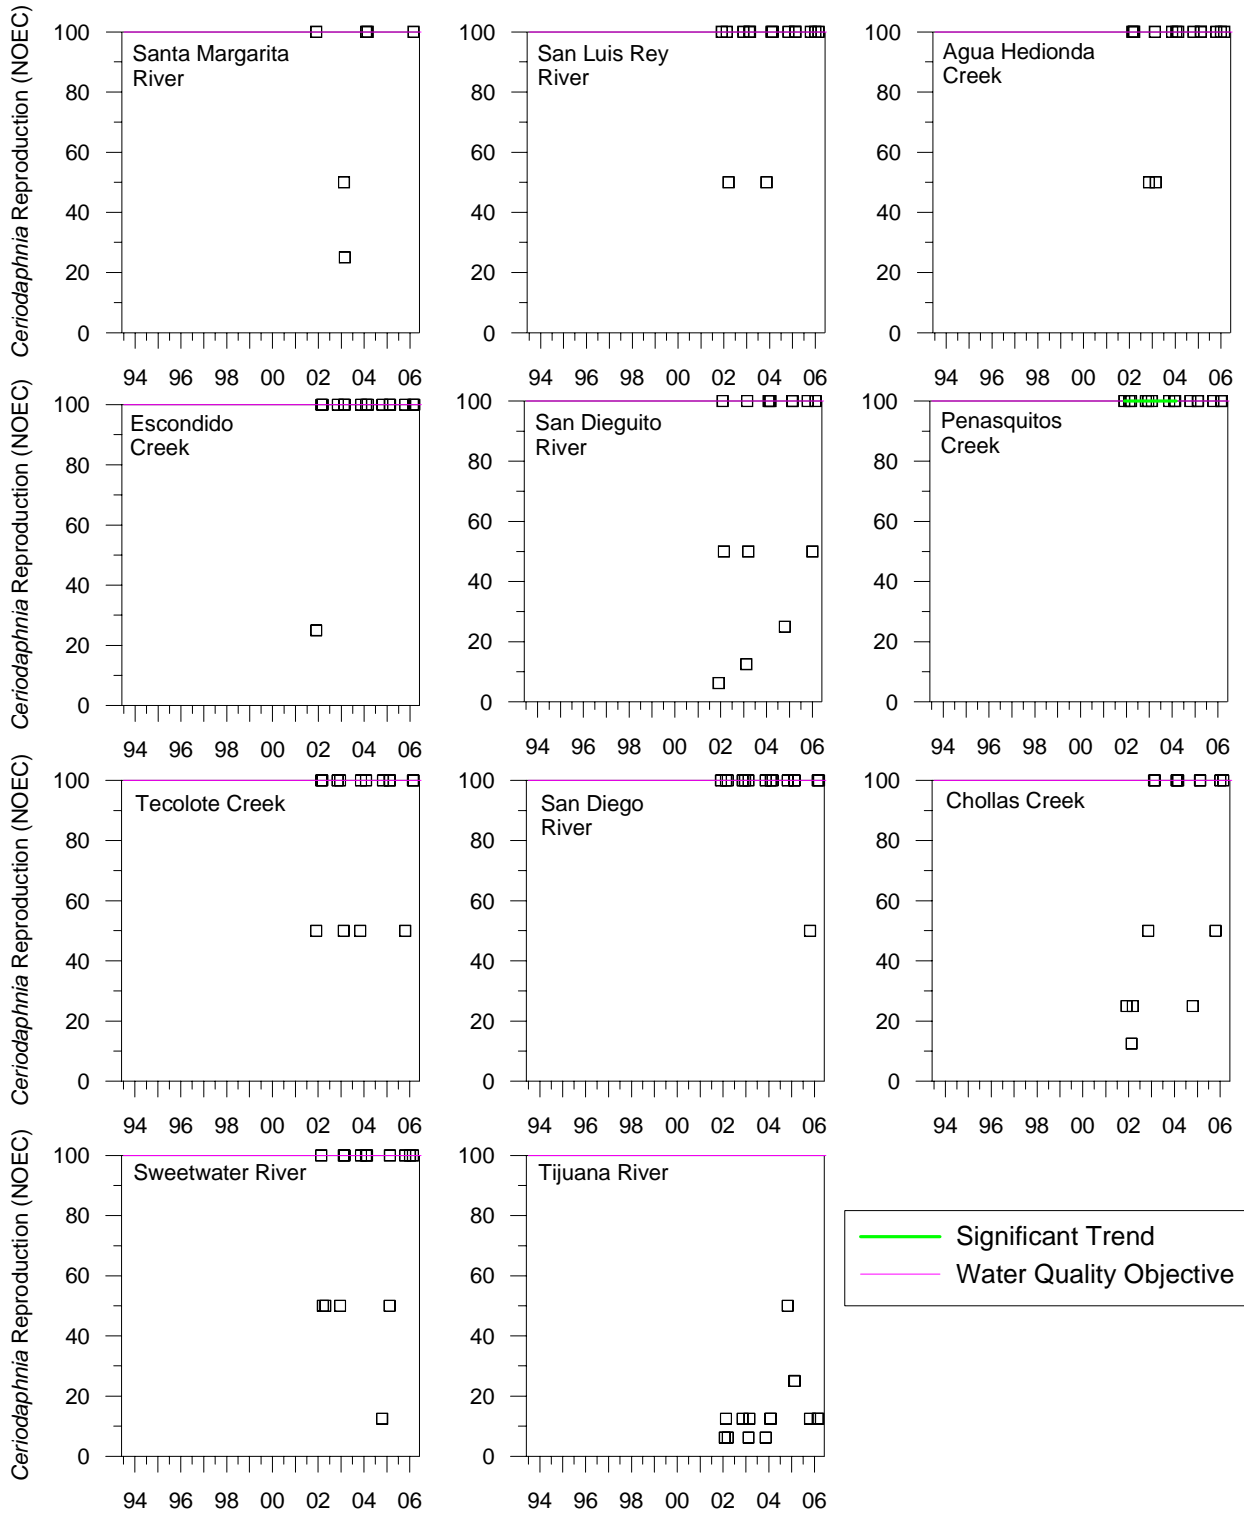 Ceriodaphnia Reproduction (NOEC)
100
80
60
40
20
0
Santa Margarita
River
94 96 98 00 02 04 06
100
80
60
40
20
0
San Luis Rey
River
94 96 98 00 02 04 06
100
80
60
40
20
0
Agua Hedionda
Creek
94 96 98 00 02 04 06
Ceriodaphnia Reproduction (NOEC)
100
80
60
40
20
0
Escondido
Creek
94 96 98 00 02 04 06
100
80
60
40
20
0
San Dieguito
River
94 96 98 00 02 04 06
100
80
60
40
20
0
Penasquitos
Creek
94 96 98 00 02 04 06
Ceriodaphnia Reproduction (NOEC)
100
80
60
40
20
0
Tecolote Creek
94 96 98 00 02 04 06
100
80
60
40
20
0
San Diego
River
94 96 98 00 02 04 06
100
80
60
40
20
0
Chollas Creek
94 96 98 00 02 04 06
Ceriodaphnia Reproduction (NOEC)
100
80
60
40
20
0
Sweetwater River
94 96 98 00 02 04 06
100
80
60
40
20
0
Tijuana River
94 96 98 00 02 04 06
Significant Trend
Water Quality Objective